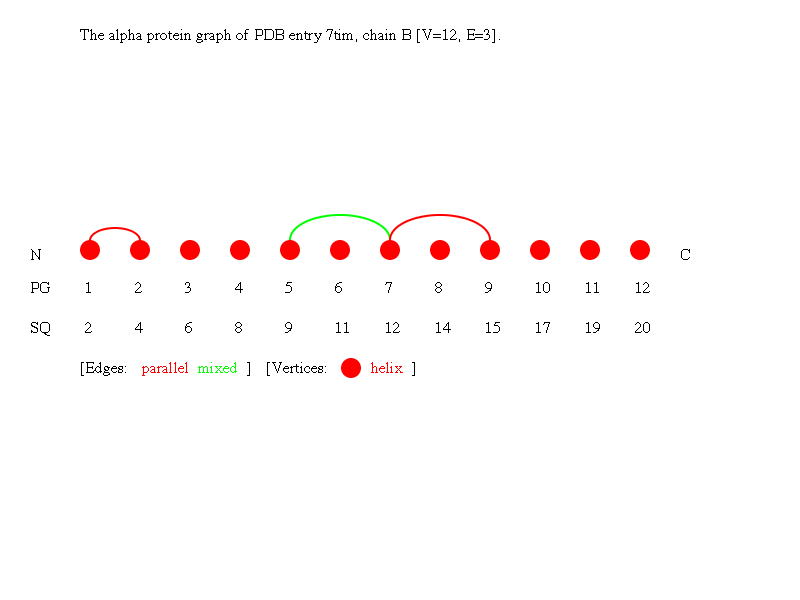 The alpha protein graph of PDB entry 7tim, chain B [V=12, E=3].
N C
PG 1 2 3 4 5 6 7 8 9 10 11 12
SQ 2 4 6 8 9 11 12 14 15 17 19 20
[Edges: parallel mixed ] [Vertices: helix ]